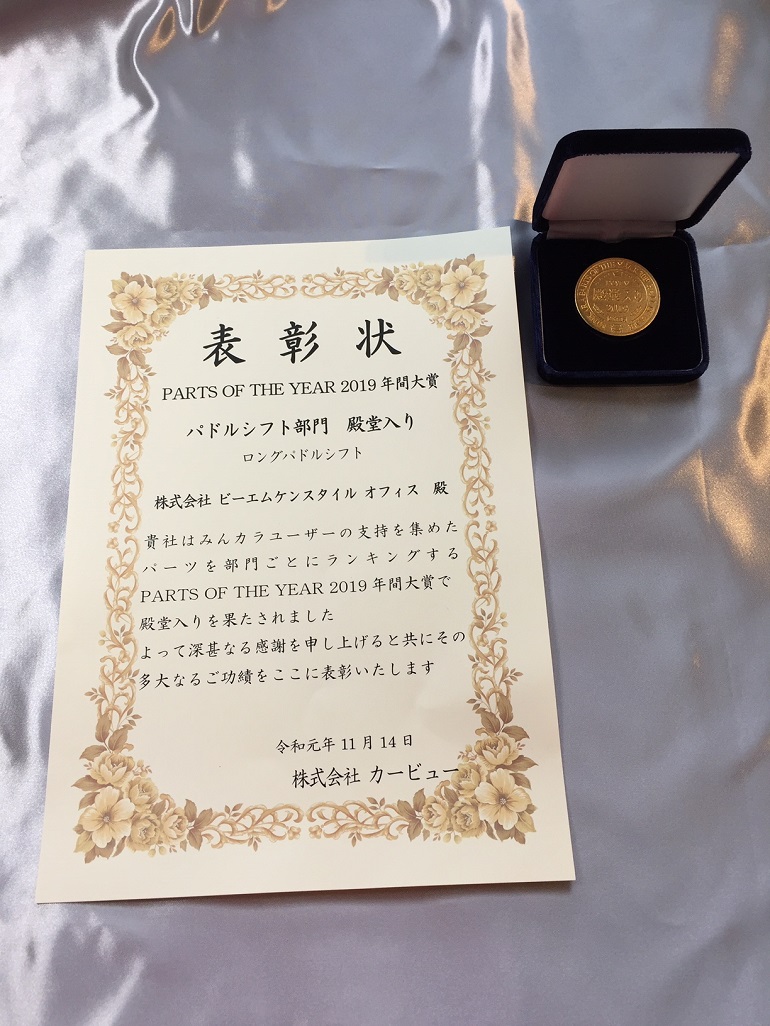 表彰状
PARTS OF THE YEAR 2019 年間大賞
パドルシフト部門 殿堂入り
ロングパドルシフト
株式会社 ビーエムケンスタイル オフィス 殿
貴社はみんカラユーザーの支持を集めた
パーツを部門ごとにランキングする
PARTS OF THE YEAR 2019 年間大賞で
殿堂入りを果たされました
よって深甚なる感謝を申し上げると共にその
多大なるご功績をここに表彰いたします
令和元年 11 月 14 日
株式会社 カービュー
殿堂入り